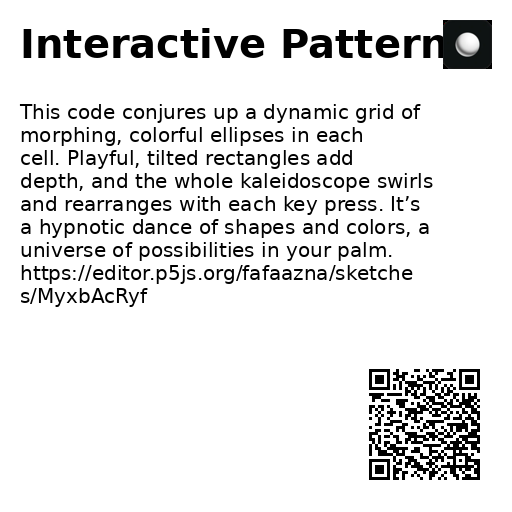 Interactive Pattern
This code conjures up a dynamic grid of
morphing, colorful ellipses in each
cell. Playful, tilted rectangles add
depth, and the whole kaleidoscope swirls
and rearranges with each key press. It’s
a hypnotic dance of shapes and colors, a
universe of possibilities in your palm.
https://editor.p5js.org/fafaazna/sketche
s/MyxbAcRyf